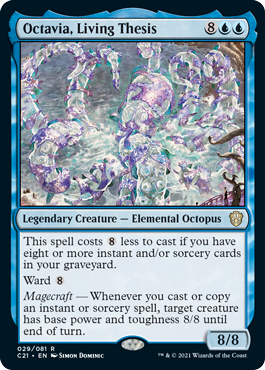 Octavia, Living Thesis 8
Legendary Creature — Elemental Octopus
This spell costs 8 less to cast if you have
eight or more instant and/or sorcery cards
in your graveyard.
Ward 8
Magecraft — Whenever you cast or copy
an instant or sorcery spell, target creature
has base power and toughness 8/8 until
end of turn.
8/8
029/081 R
C21 • EN SIMON DOMINIC
™ & © 2021 Wizards of the Coast